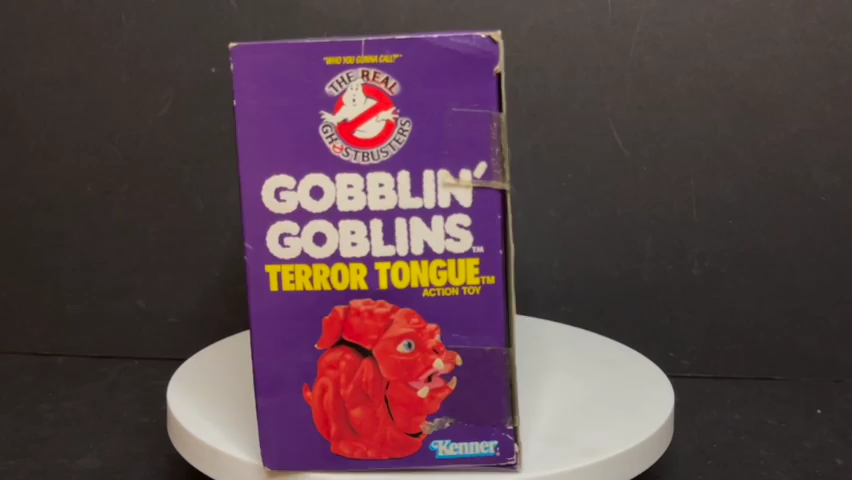 "WHO YOU GONNA CALL?"
THE REAL
GHOSTBUSTERS
GOBBLIN'
GOBLINS™
TERROR TONGUE™
ACTION TOY
Kenner